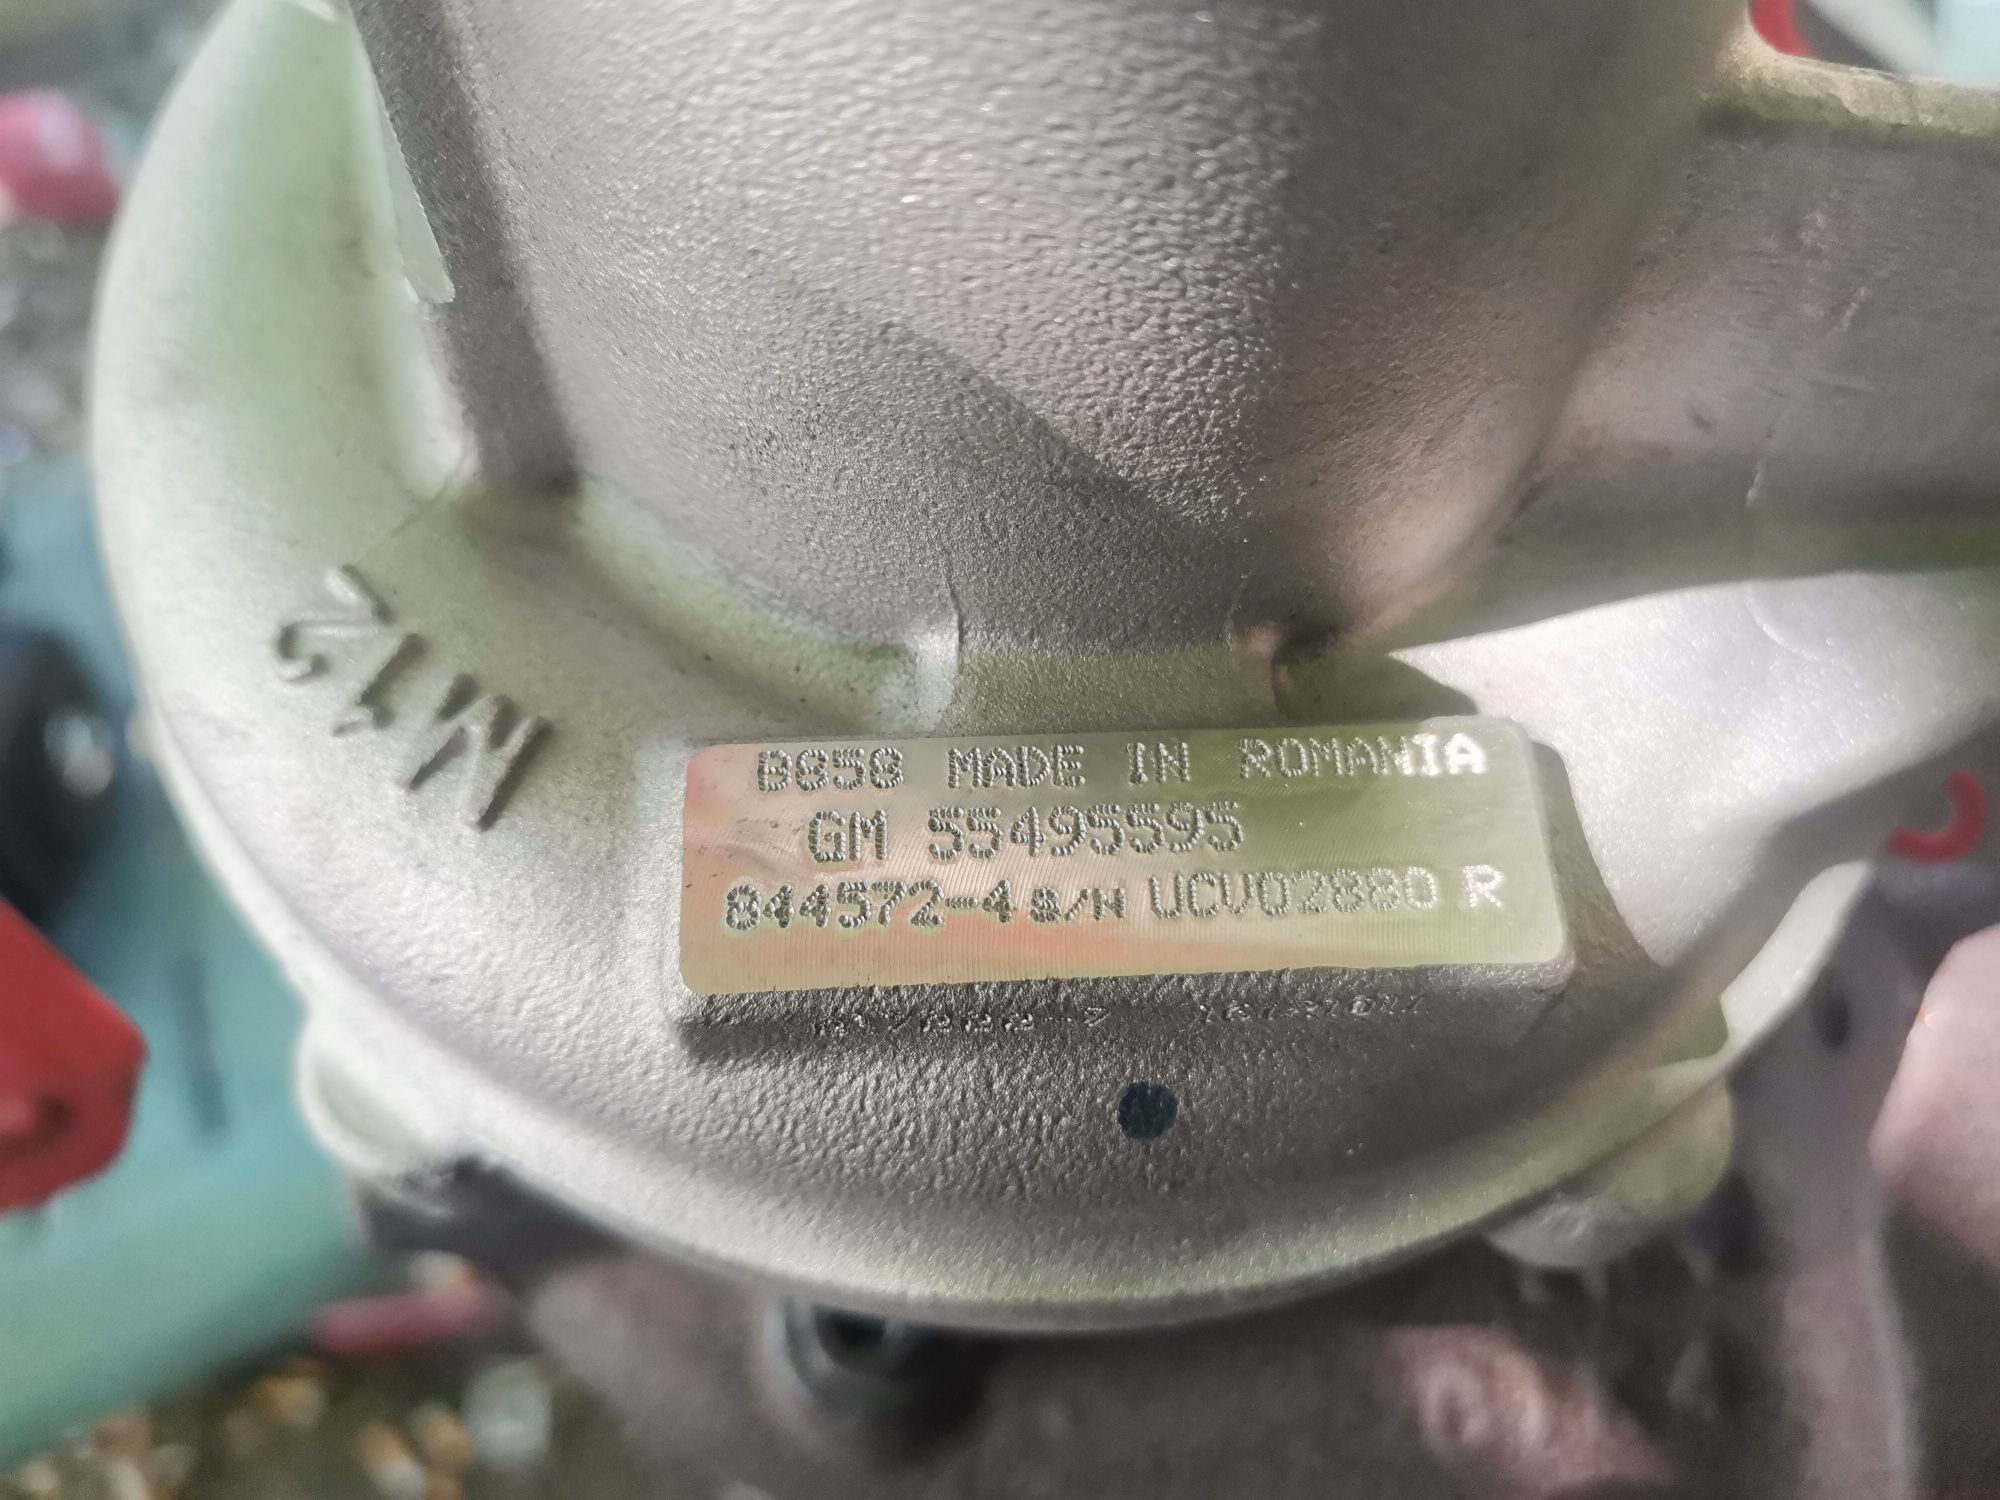 M12
B858 MADE IN ROMANIA
GM 55495595
844572-4 S/N UCV02880 R